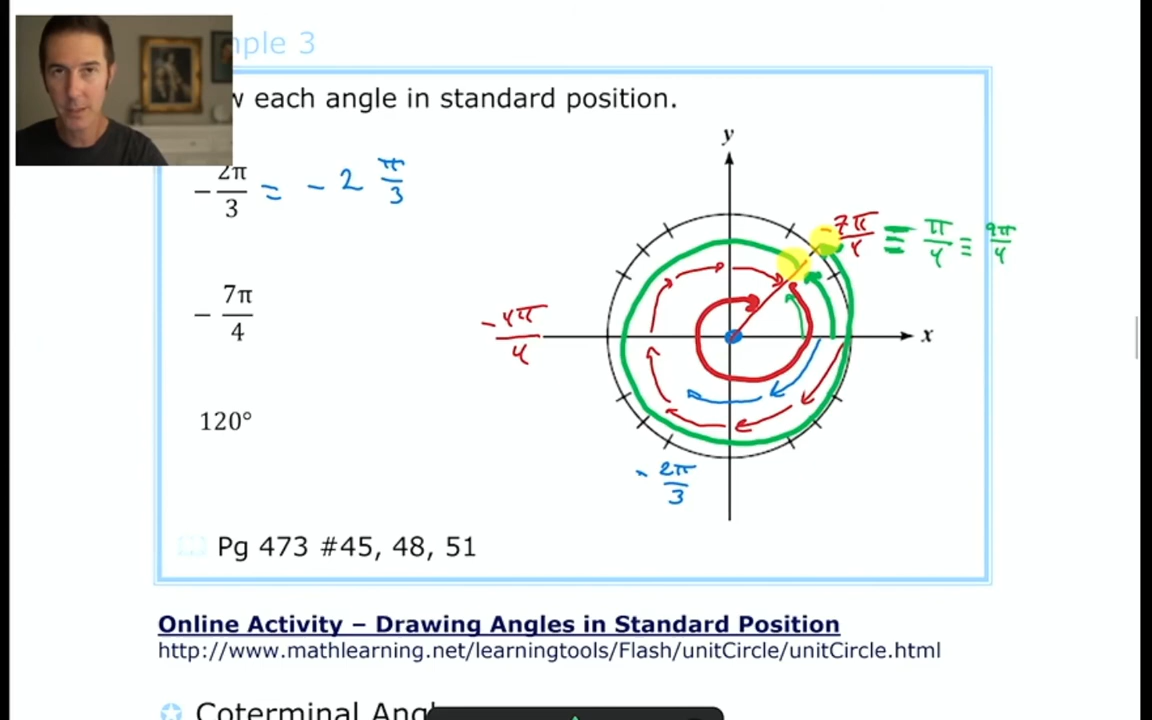 mple 3
w each angle in standard position.
y
-2π/3 = -2 π/3
-7π/4 ≡ π/4 ≡ 9π/4
-7π/4
-4π/4
x
120°
-2π/3
Pg 473 #45, 48, 51
Online Activity – Drawing Angles in Standard Position
http://www.mathlearning.net/learningtools/Flash/unitCircle/unitCircle.html
Coterminal Angl